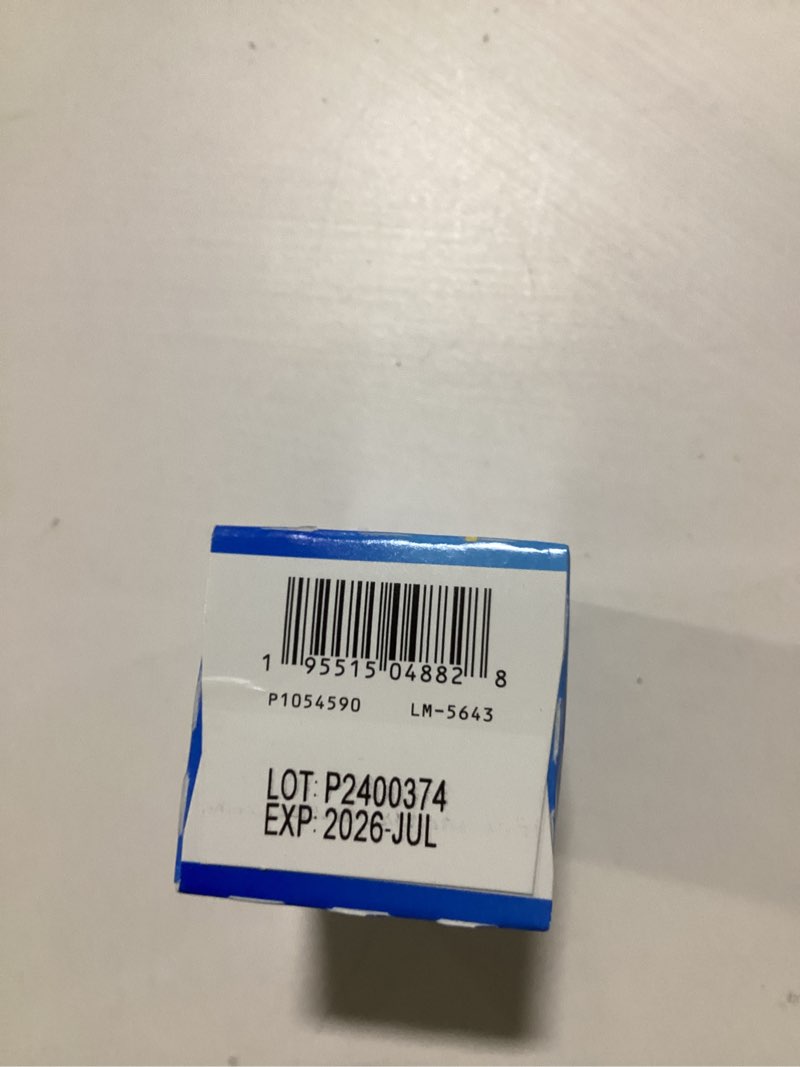 1 95515 04882 8
P1054590 LM-5643
LOT: P2400374
EXP: 2026-JUL